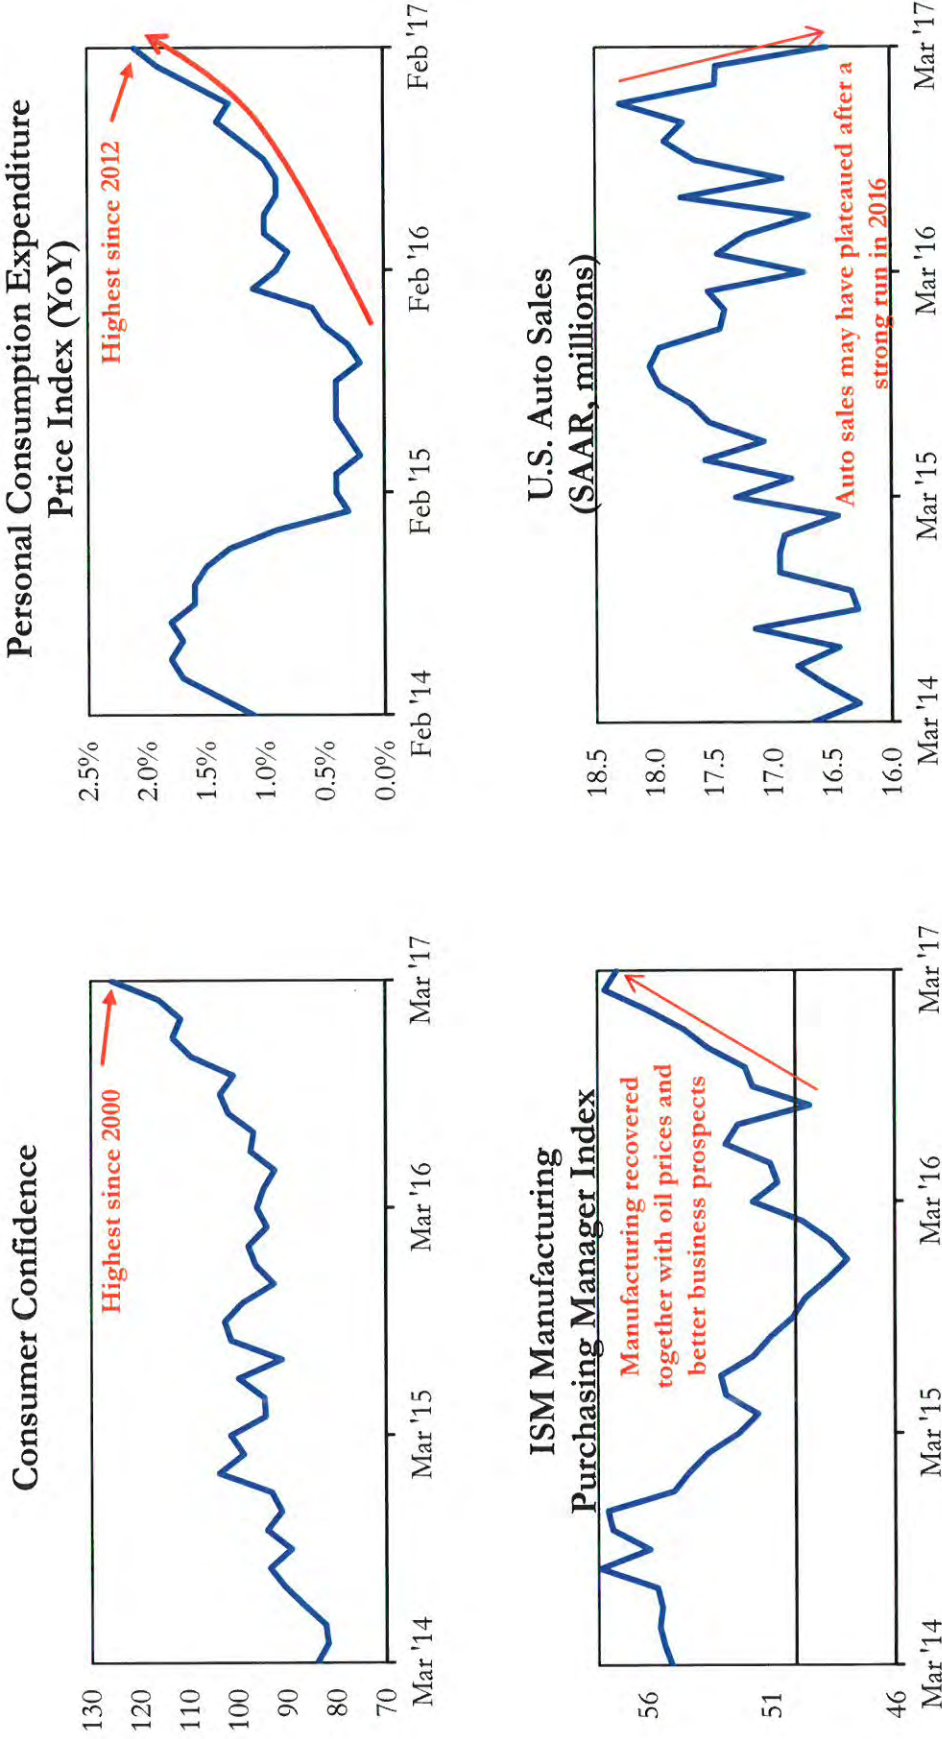 Consumer Confidence
130
120
110
100
90
80
70
Highest since 2000
Mar '14
Mar '15
Mar '16
Mar '17
Personal Consumption Expenditure
Price Index (YoY)
2.5%
2.0%
1.5%
1.0%
0.5%
0.0%
Highest since 2012
Feb '14
Feb '15
Feb '16
Feb '17
ISM Manufacturing
Purchasing Manager Index
56
51
46
Manufacturing recovered
together with oil prices and
better business prospects
Mar '14
Mar '15
Mar '16
Mar '17
U.S. Auto Sales
(SAAR, millions)
18.5
18.0
17.5
17.0
16.5
16.0
Auto sales may have plateaued after a
strong run in 2016
Mar '14
Mar '15
Mar '16
Mar '17